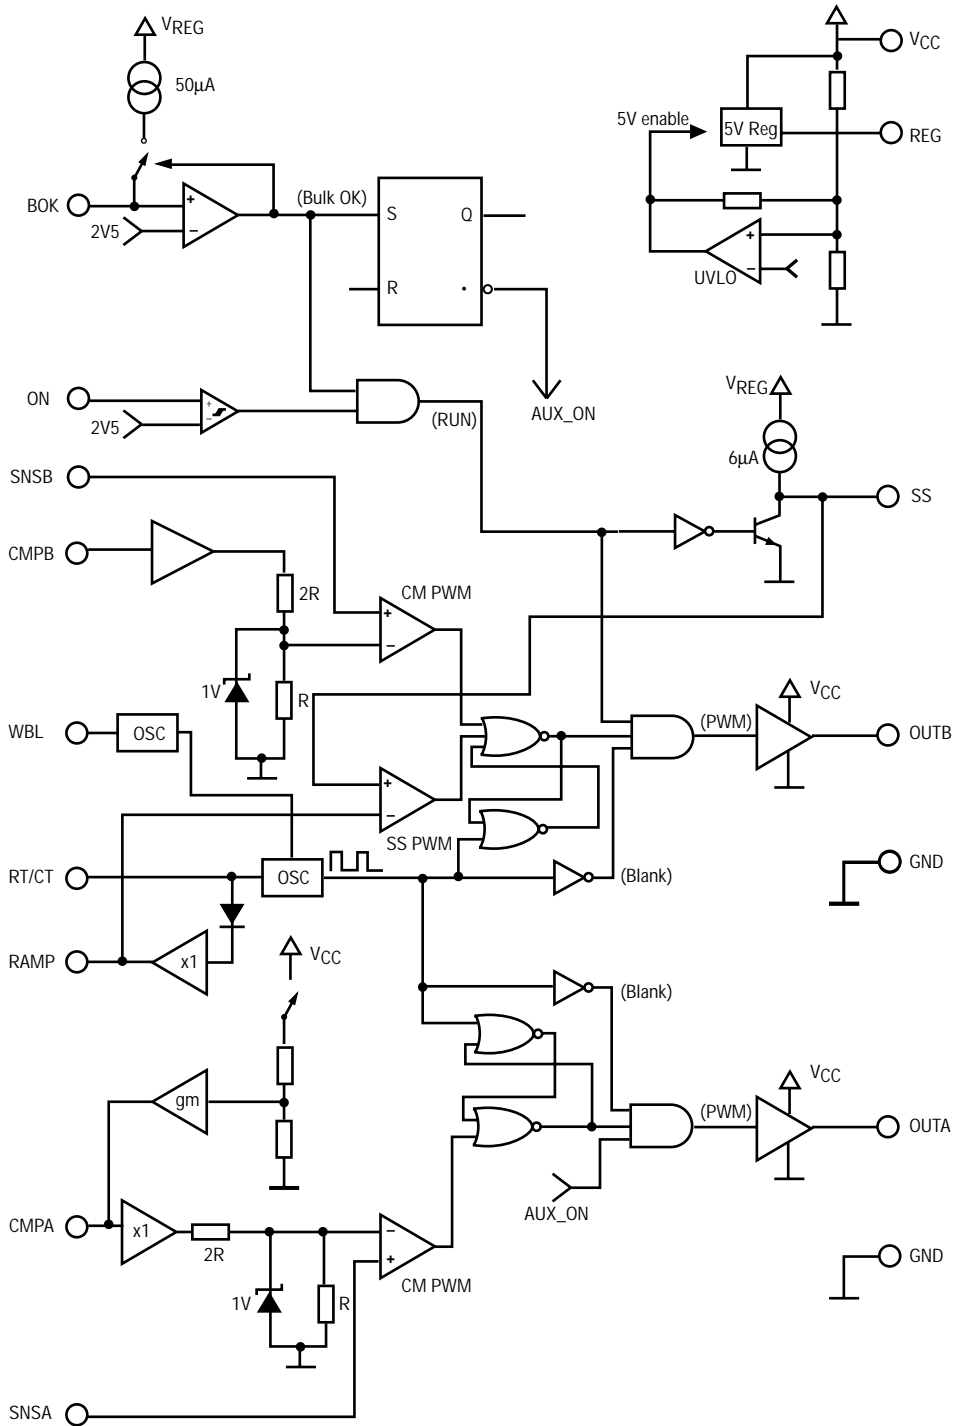 VREG
VCC
50µA
5V enable
5V Reg
REG
BOK
+
(Bulk OK)
S
Q
2V5
−
+
−
UVLO
R
ON
+
−
2V5
(RUN)
AUX_ON
VREG
SNSB
6µA
SS
CMPB
2R
CM PWM
+
−
1V
R
WBL
OSC
(PWM)
VCC
OUTB
+
−
SS PWM
GND
RT/CT
OSC
(Blank)
RAMP
x1
VCC
(Blank)
gm
VCC
(PWM)
OUTA
AUX_ON
CMPA
x1
2R
−
+
CM PWM
GND
1V
R
SNSA